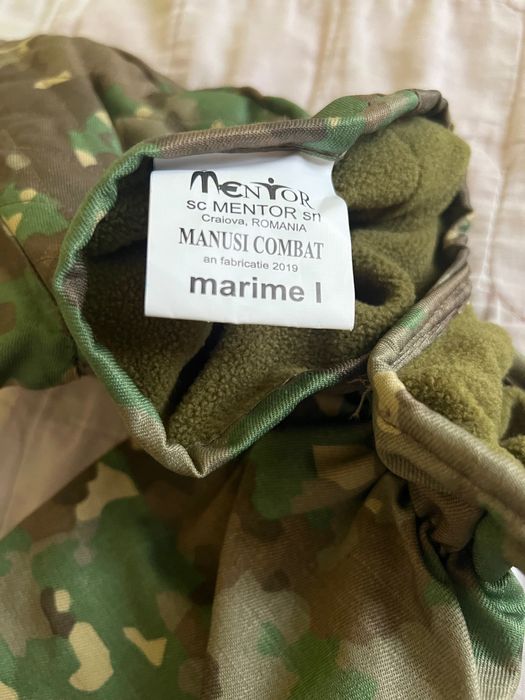 MENTOR
SC MENTOR srl
Craiova, ROMANIA
MANUSI COMBAT
an fabricatie 2019
marime I